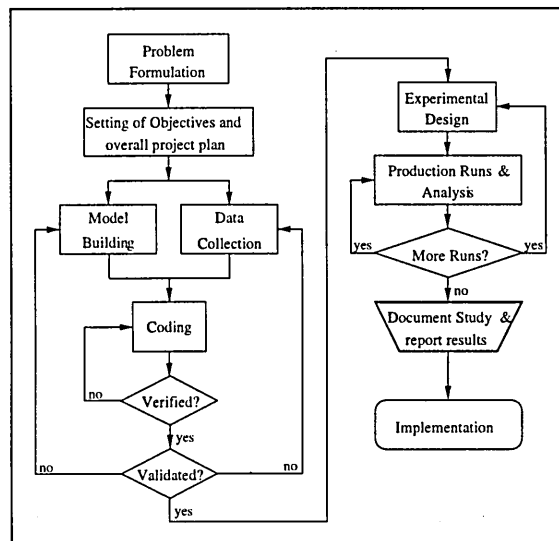 Problem
Formulation
Setting of Objectives and
overall project plan
Model
Building
Data
Collection
Coding
no
Verified?
yes
no
Validated?
no
yes
Experimental
Design
Production Runs &
Analysis
yes
More Runs?
yes
no
Document Study &
report results
Implementation